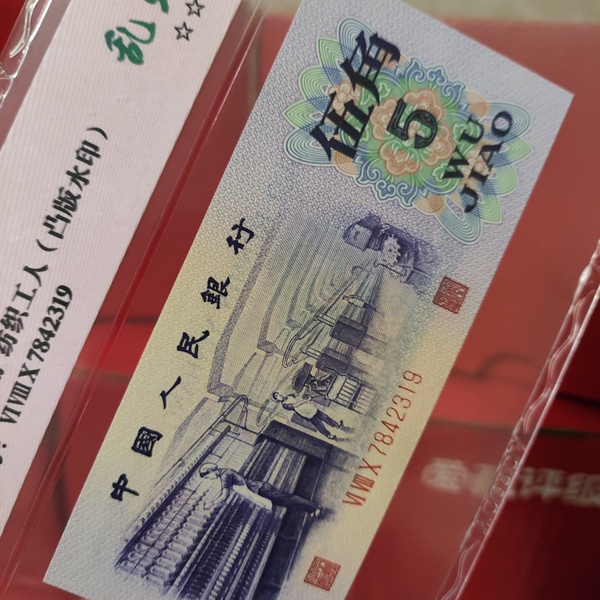 乱
☆☆
纺织工人（凸版水印）
: VI VIII X 7842319
伍角
5
WU
JIAO
中國人民銀行
VI VIII X 7842319